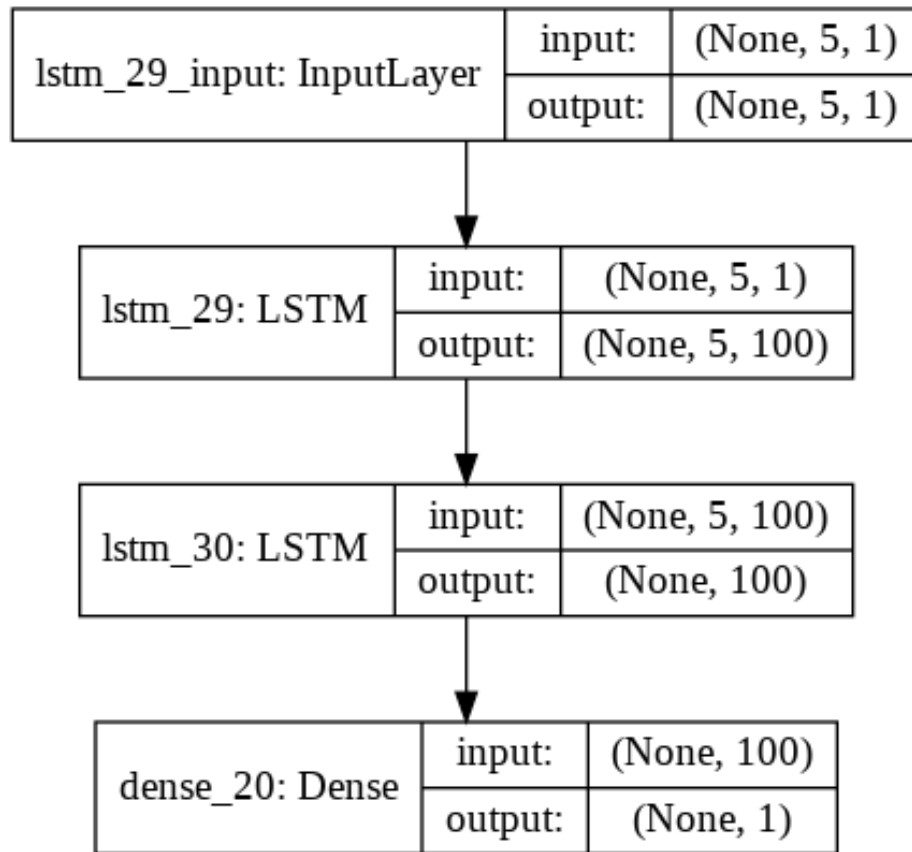 lstm_29_input: InputLayer
input: (None, 5, 1)
output: (None, 5, 1)
lstm_29: LSTM
input: (None, 5, 1)
output: (None, 5, 100)
lstm_30: LSTM
input: (None, 5, 100)
output: (None, 100)
dense_20: Dense
input: (None, 100)
output: (None, 1)